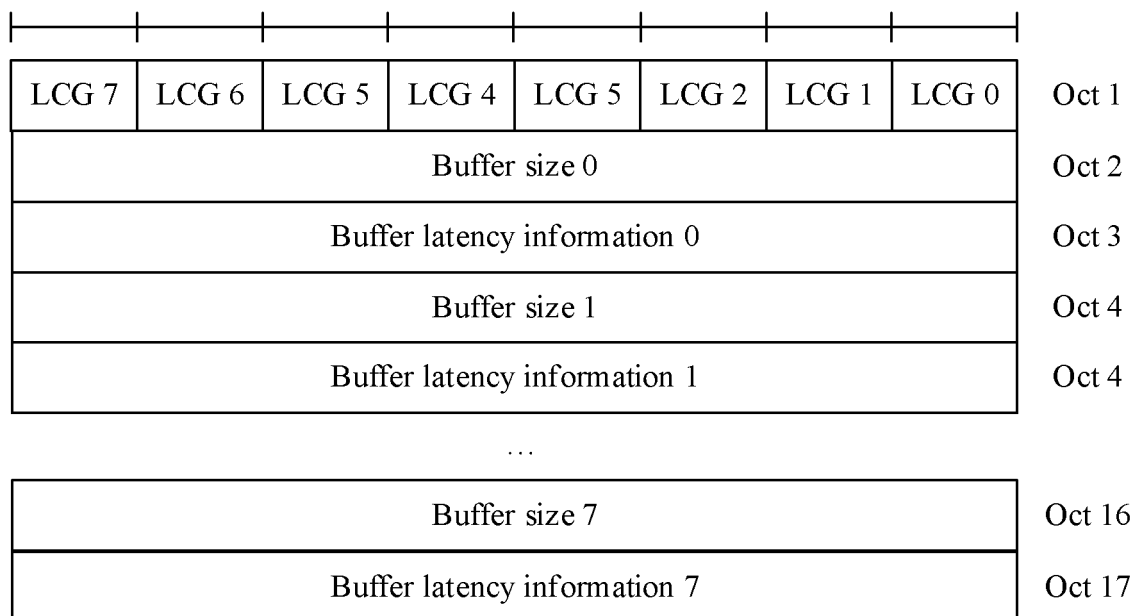 LCG 7 LCG 6 LCG 5 LCG 4 LCG 5 LCG 2 LCG 1 LCG 0 Oct 1
Buffer size 0 Oct 2
Buffer latency information 0 Oct 3
Buffer size 1 Oct 4
Buffer latency information 1 Oct 4
...
Buffer size 7 Oct 16
Buffer latency information 7 Oct 17